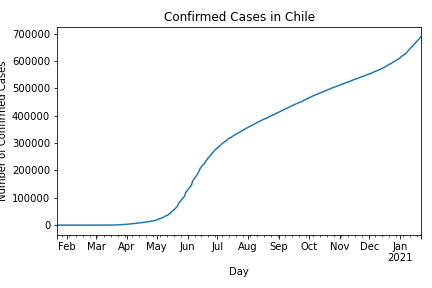 Confirmed Cases in Chile
Number of Confirmed Cases
700000
600000
500000
400000
300000
200000
100000
0
Feb Mar Apr May Jun Jul Aug Sep Oct Nov Dec Jan
2021
Day